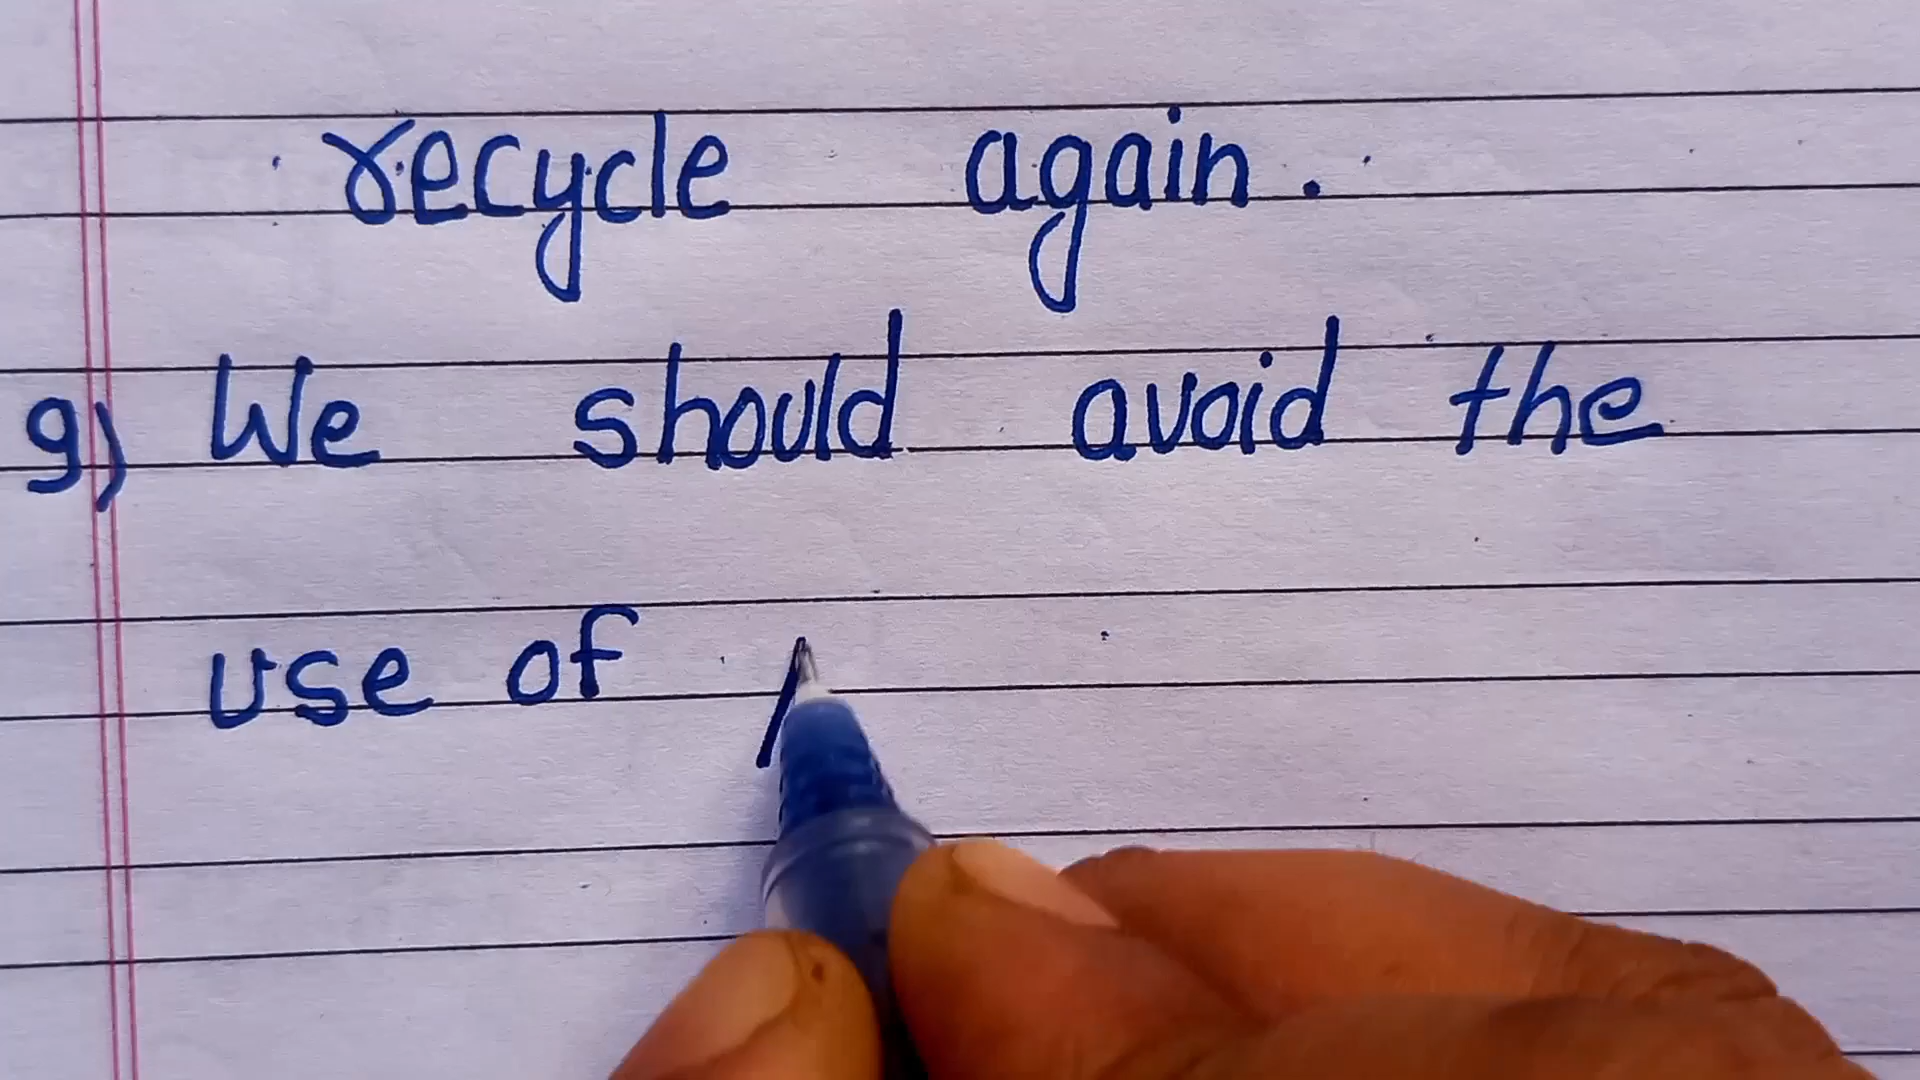 recycle again.
9) We should avoid the
use of